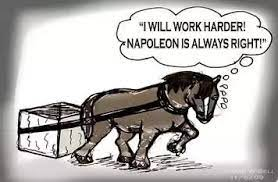 "I WILL WORK HARDER!
NAPOLEON IS ALWAYS RIGHT!"